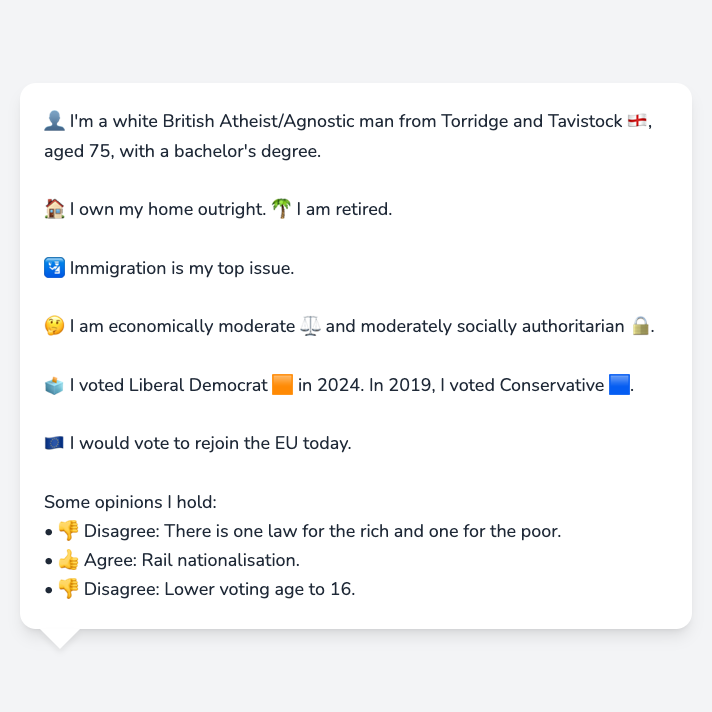 👤 I'm a white British Atheist/Agnostic man from Torridge and Tavistock 🏴󠁧󠁢󠁥󠁮󠁧󠁿,
aged 75, with a bachelor's degree.
🏠 I own my home outright. 🌴 I am retired.
🛂 Immigration is my top issue.
🤔 I am economically moderate ⚖️ and moderately socially authoritarian 🔒.
🗳️ I voted Liberal Democrat 🟧 in 2024. In 2019, I voted Conservative 🟦.
🇪🇺 I would vote to rejoin the EU today.
Some opinions I hold:
• 👎 Disagree: There is one law for the rich and one for the poor.
• 👍 Agree: Rail nationalisation.
• 👎 Disagree: Lower voting age to 16.